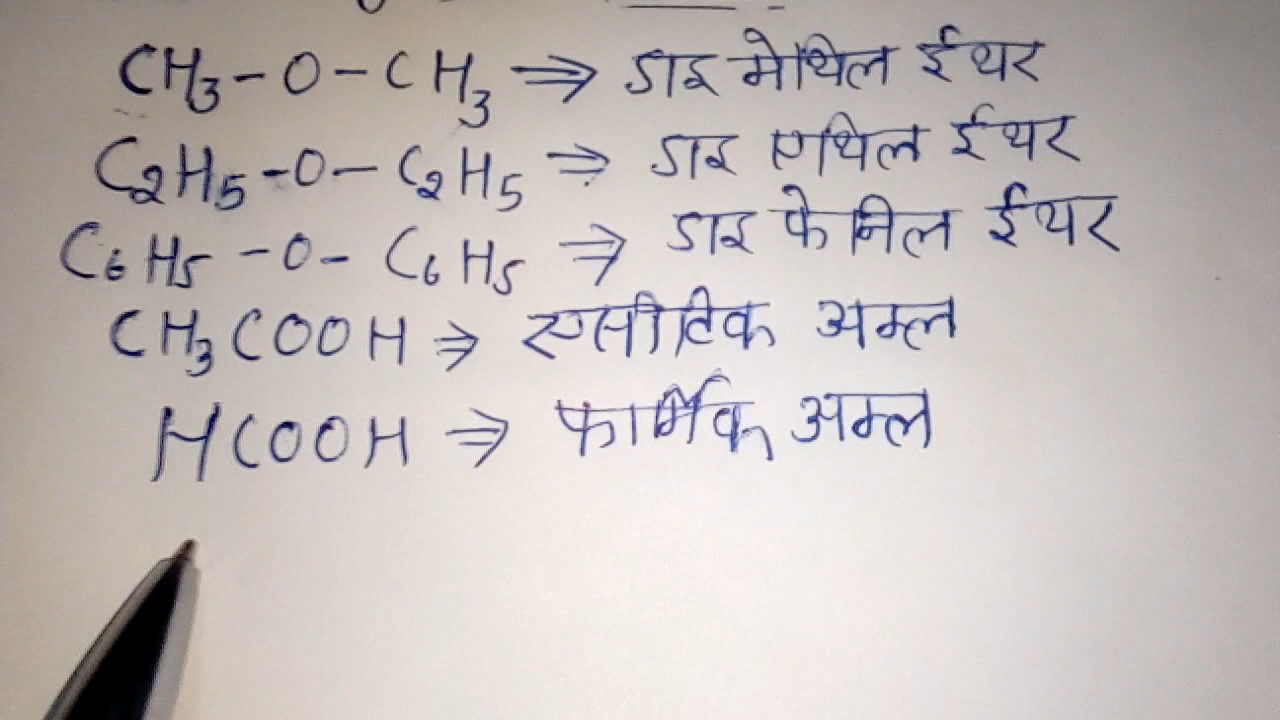 CH₃-O-CH₃ ⇒ डाइ मेथिल ईथर
C₂H₅-O-C₂H₅ ⇒ डाइ एथिल ईथर
C₆H₅-O-C₆H₅ ⇒ डाइ फेनिल ईथर
CH₃COOH ⇒ एसीटिक अम्ल
HCOOH ⇒ फार्मिक अम्ल